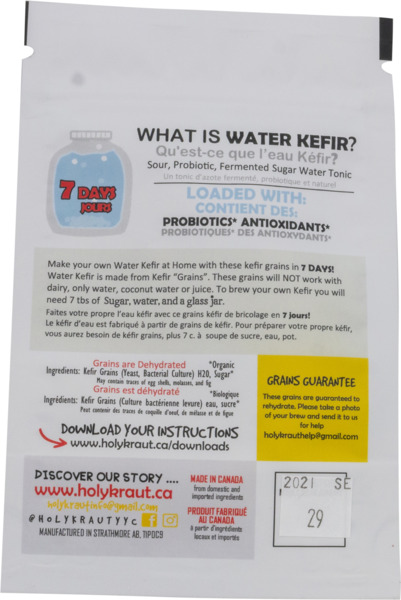 WHAT IS WATER KEFIR?
Qu'est-ce que l'eau Kéfir?
Sour, Probiotic, Fermented Sugar Water Tonic
Un tonic d'azote fermenté, probiotique et naturel
7 DAYS
JOURS
LOADED WITH:
CONTIENT DES:
PROBIOTICS* ANTIOXIDANTS*
PROBIOTIQUES* DES ANTIOXYDANTS*
Make your own Water Kefir at Home with these kefir grains in 7 DAYS!
Water Kefir is made from Kefir "Grains". These grains will NOT work with
dairy, only water, coconut water or juice. To brew your own Kefir you will
need 7 tbs of Sugar, water, and a glass jar.
Faites votre propre l'eau kéfir avec ce grains kéfir de bricolage en 7 jours!
Le kéfir d'eau est fabriqué à partir de grains de kéfir. Pour préparer votre propre kéfir,
vous aurez besoin de kéfir grains, plus 7 c. à soupe de sucre, eau, pot.
Grains are Dehydrated *Organic
Ingredients: Kefir Grains (Yeast, Bacterial Culture) H20, Sugar*
May contain traces of egg shells, molasses, and fig
Grains est déhydraté *Biologique
Ingrédients: Kefir Grains (Culture bactérienne levure) eau, sucre*
Peut contenir des traces de coquille d'oeuf, de mélasse et de figue
DOWNLOAD YOUR INSTRUCTIONS
www.holykraut.ca/downloads
GRAINS GUARANTEE
These grains are guaranteed to
rehydrate. Please take a photo
of your brew and send it to us
for help
holykrauthelp@gmail.com
DISCOVER OUR STORY ....
www.holykraut.ca
holykrautinfo@gmail.com
@HOLYKRAUTYYC
MANUFACTURED IN STRATHMORE AB, T1P0C9
MADE IN CANADA
from domestic and
imported ingredients
PRODUIT FABRIQUÉ
AU CANADA
à partir d'ingrédients
locaux et importés
2021 SE
29